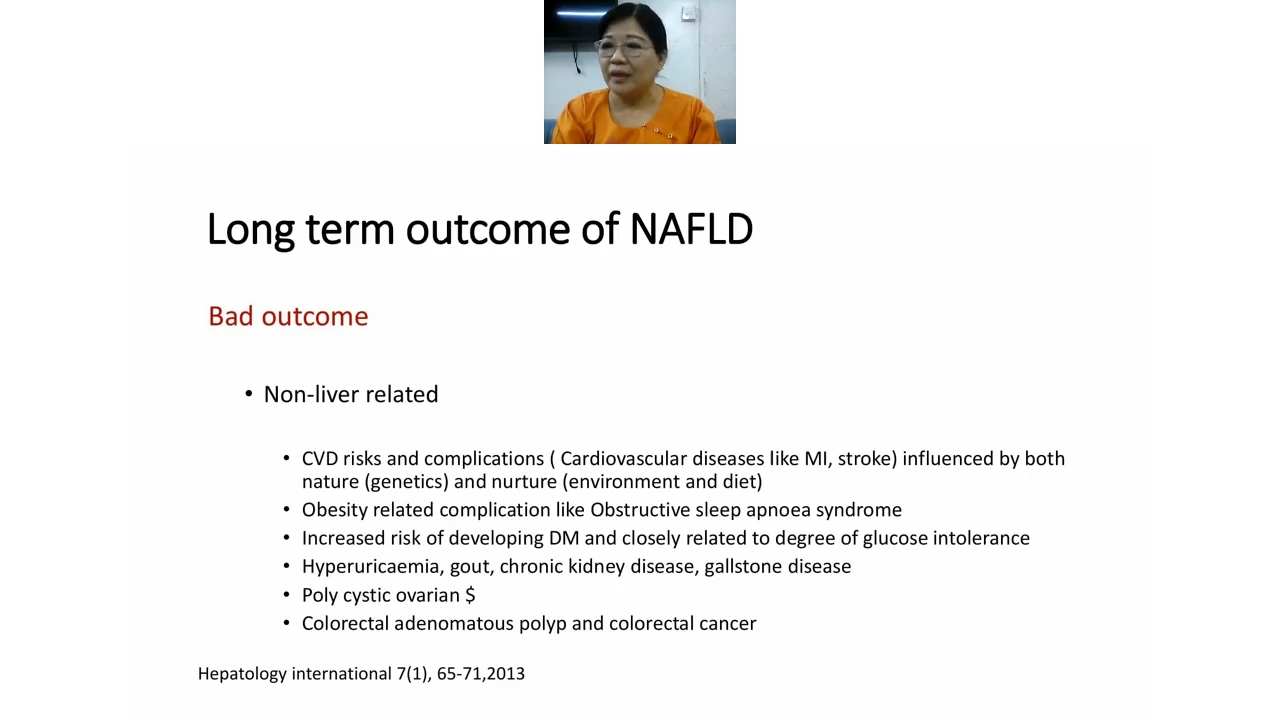 Long term outcome of NAFLD
Bad outcome
• Non-liver related
• CVD risks and complications ( Cardiovascular diseases like MI, stroke) influenced by both
nature (genetics) and nurture (environment and diet)
• Obesity related complication like Obstructive sleep apnoea syndrome
• Increased risk of developing DM and closely related to degree of glucose intolerance
• Hyperuricaemia, gout, chronic kidney disease, gallstone disease
• Poly cystic ovarian $
• Colorectal adenomatous polyp and colorectal cancer
Hepatology international 7(1), 65-71,2013